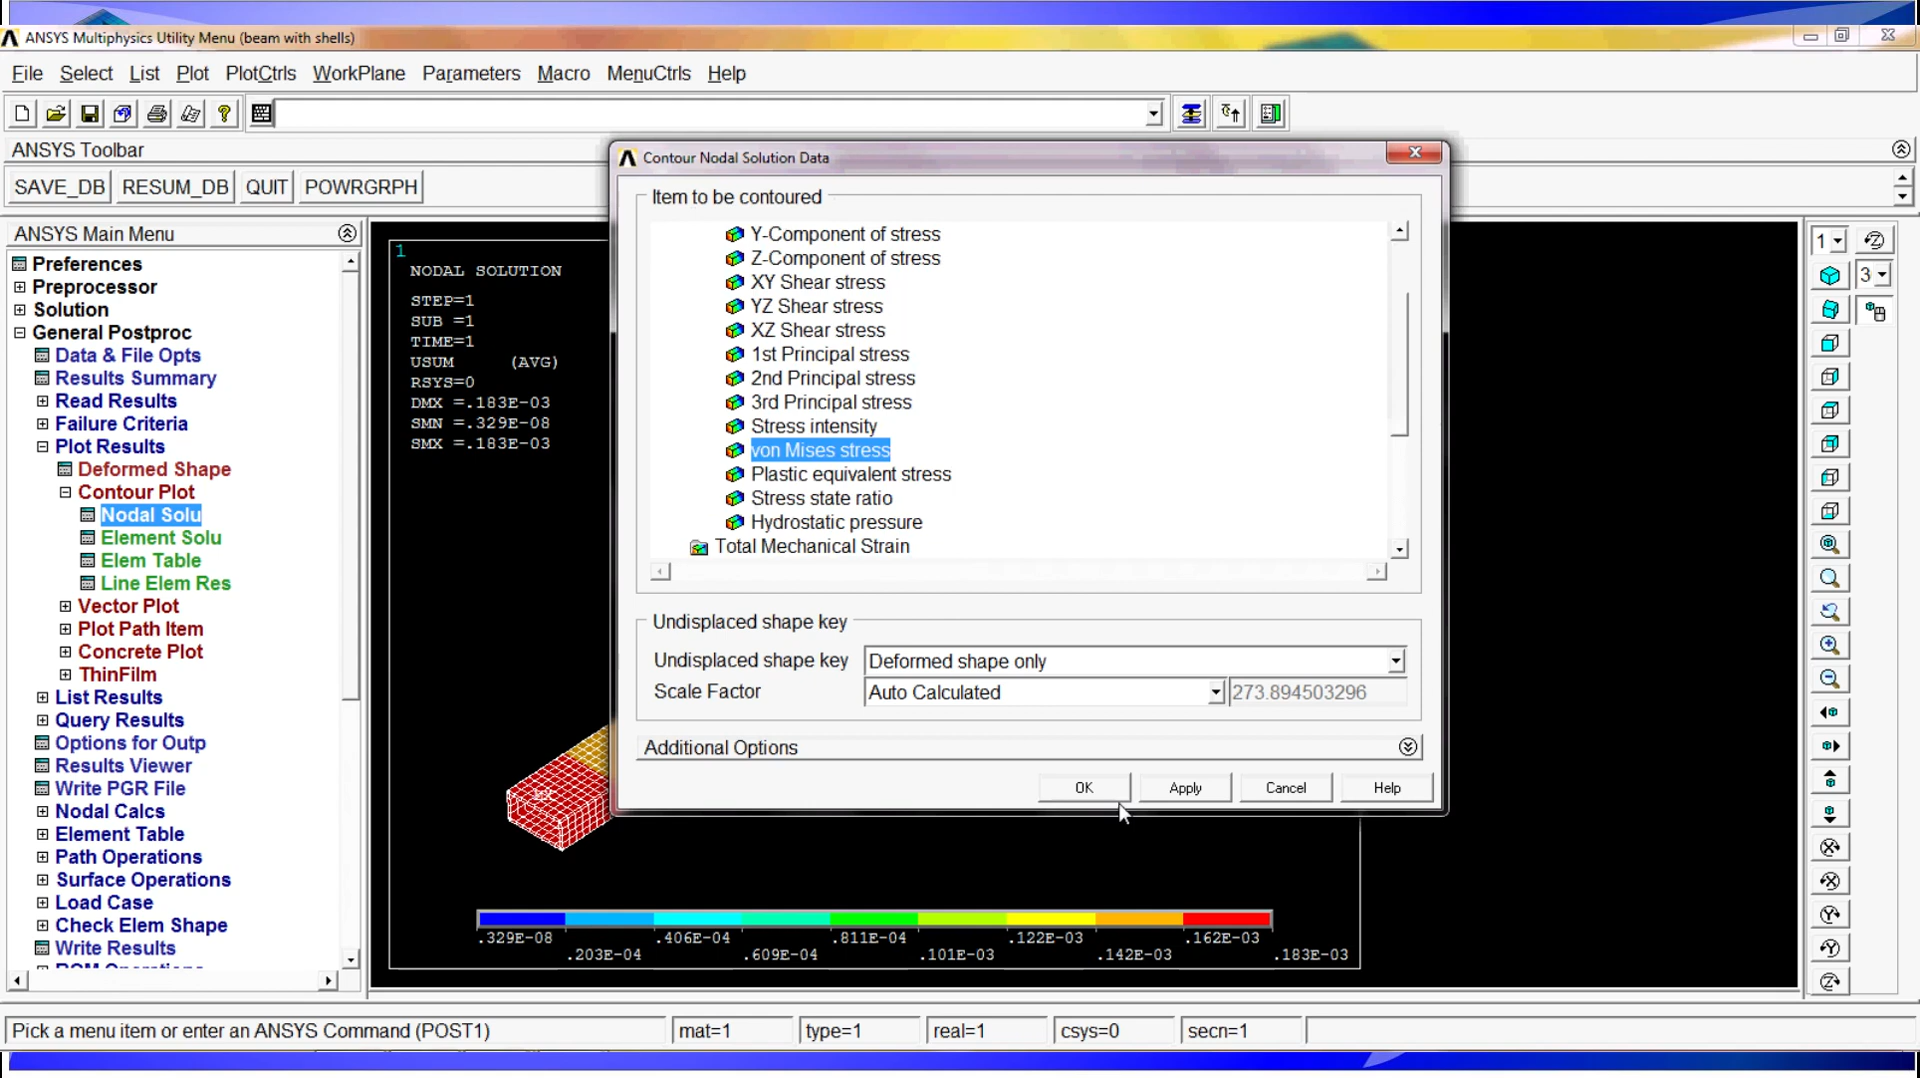 ANSYS Multiphysics Utility Menu (beam with shells)
File Select List Plot PlotCtrls WorkPlane Parameters Macro MenuCtrls Help
ANSYS Toolbar
SAVE_DB RESUM_DB QUIT POWRGRPH
ANSYS Main Menu
Preferences
Preprocessor
Solution
General Postproc
Data & File Opts
Results Summary
Read Results
Failure Criteria
Plot Results
Deformed Shape
Contour Plot
Nodal Solu
Element Solu
Elem Table
Line Elem Res
Vector Plot
Plot Path Item
Concrete Plot
ThinFilm
List Results
Query Results
Options for Outp
Results Viewer
Write PGR File
Nodal Calcs
Element Table
Path Operations
Surface Operations
Load Case
Check Elem Shape
Write Results
1
NODAL SOLUTION
STEP=1
SUB =1
TIME=1
USUM (AVG)
RSYS=0
DMX =.183E-03
SMN =.329E-08
SMX =.183E-03
Contour Nodal Solution Data
Item to be contoured
Y-Component of stress
Z-Component of stress
XY Shear stress
YZ Shear stress
XZ Shear stress
1st Principal stress
2nd Principal stress
3rd Principal stress
Stress intensity
von Mises stress
Plastic equivalent stress
Stress state ratio
Hydrostatic pressure
Total Mechanical Strain
Undisplaced shape key
Undisplaced shape key Deformed shape only
Scale Factor Auto Calculated 273.894503296
Additional Options
OK Apply Cancel Help
.329E-08 .406E-04 .811E-04 .122E-03 .162E-03
.203E-04 .609E-04 .101E-03 .142E-03 .183E-03
1
3
Pick a menu item or enter an ANSYS Command (POST1) mat=1 type=1 real=1 csys=0 secn=1